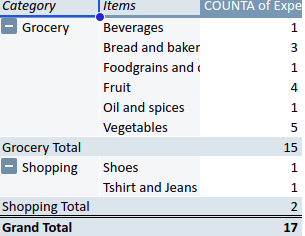 Category Items COUNTA of Expe
Grocery Beverages 1
Bread and baker 3
Foodgrains and 1
Fruit 4
Oil and spices 1
Vegetables 5
Grocery Total 15
Shopping Shoes 1
Tshirt and Jeans 1
Shopping Total 2
Grand Total 17